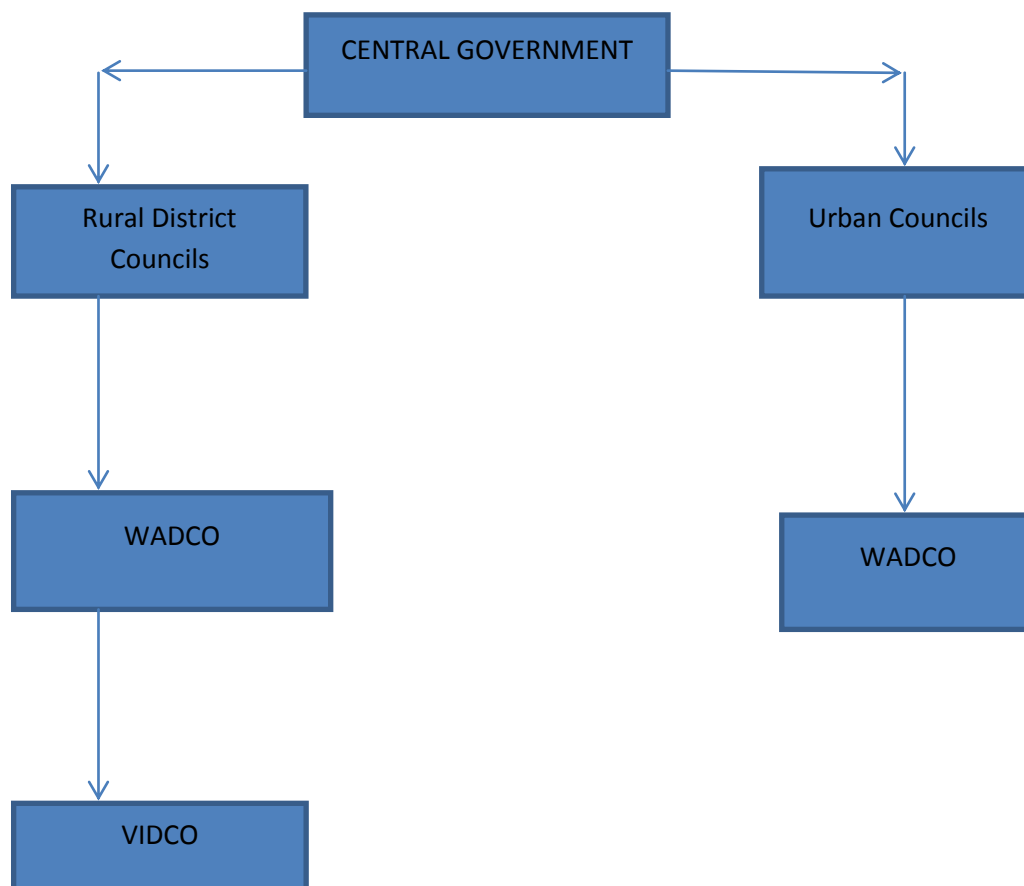 CENTRAL GOVERNMENT
Rural District
Councils
Urban Councils
WADCO
WADCO
VIDCO